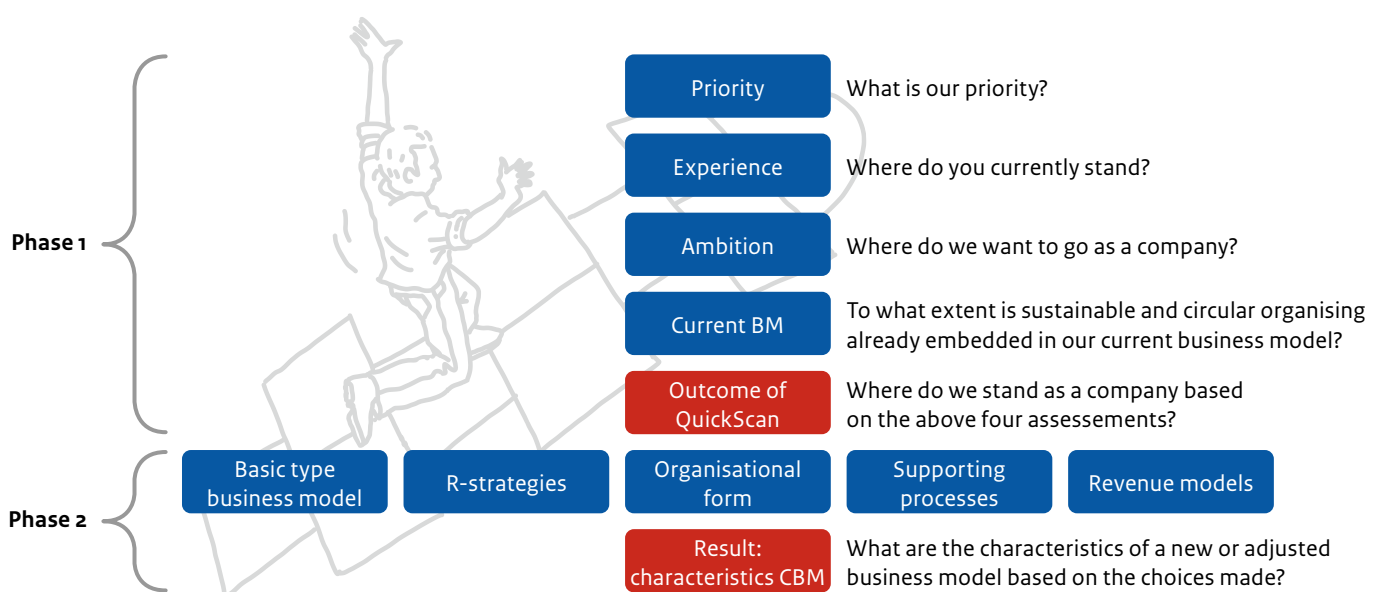 Priority
What is our priority?
Experience
Where do you currently stand?
Phase 1
Ambition
Where do we want to go as a company?
Current BM
To what extent is sustainable and circular organising
already embedded in our current business model?
Outcome of
QuickScan
Where do we stand as a company based
on the above four assessements?
Phase 2
Basic type
business model
R-strategies
Organisational
form
Supporting
processes
Revenue models
Result:
characteristics CBM
What are the characteristics of a new or adjusted
business model based on the choices made?